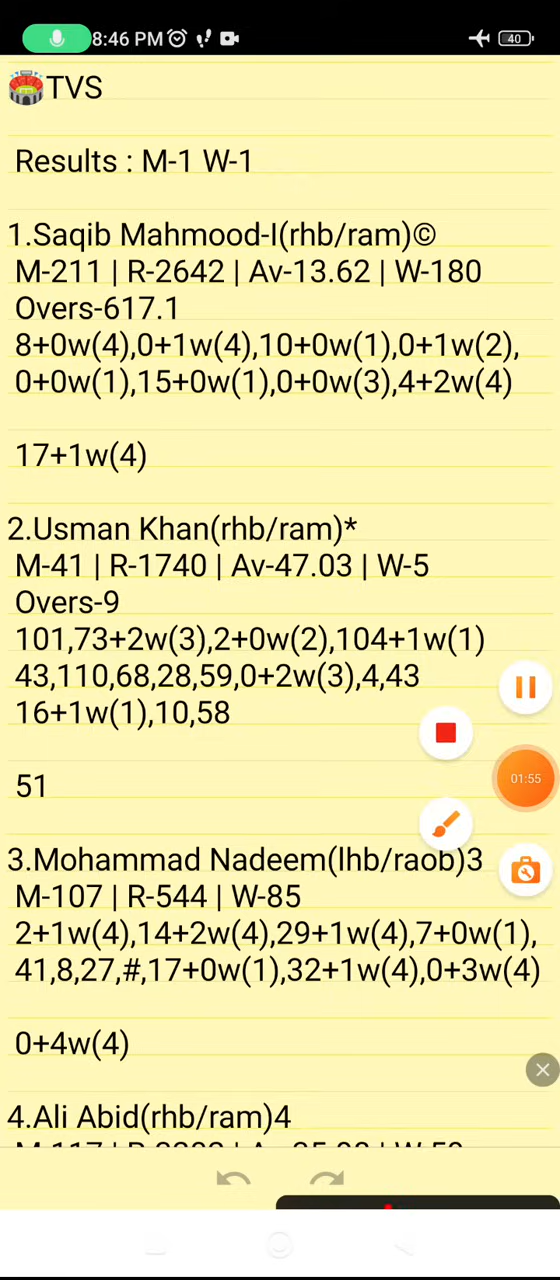 8:46 PM
40
TVS
Results : M-1 W-1
1.Saqib Mahmood-I(rhb/ram)©
M-211 | R-2642 | Av-13.62 | W-180
Overs-617.1
8+0w(4),0+1w(4),10+0w(1),0+1w(2),
0+0w(1),15+0w(1),0+0w(3),4+2w(4)
17+1w(4)
2.Usman Khan(rhb/ram)*
M-41 | R-1740 | Av-47.03 | W-5
Overs-9
101,73+2w(3),2+0w(2),104+1w(1)
43,110,68,28,59,0+2w(3),4,43
16+1w(1),10,58
51
01:55
3.Mohammad Nadeem(lhb/raob)3
M-107 | R-544 | W-85
2+1w(4),14+2w(4),29+1w(4),7+0w(1),
41,8,27,#,17+0w(1),32+1w(4),0+3w(4)
0+4w(4)
4.Ali Abid(rhb/ram)4